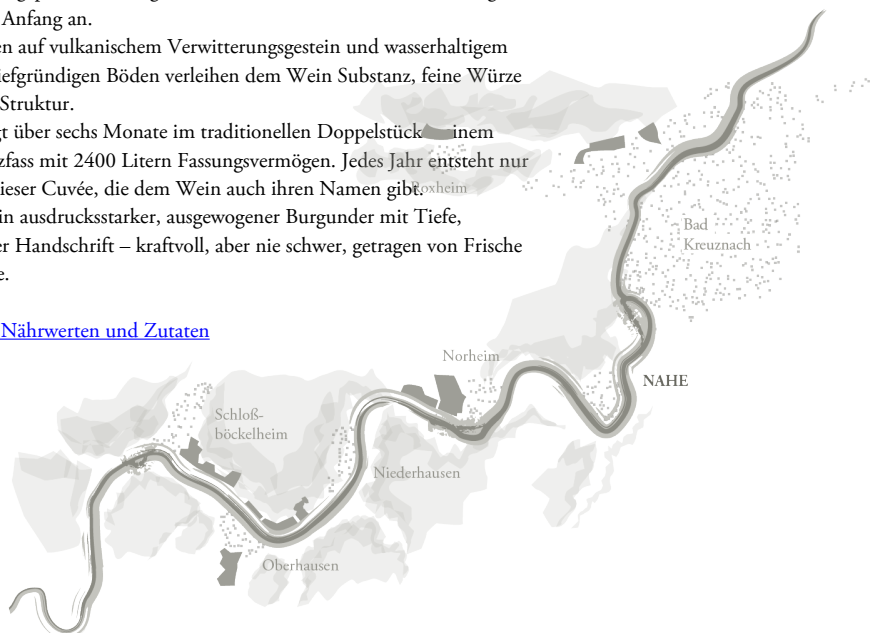 Anfang an.
en auf vulkanischem Verwitterungsgestein und wasserhaltigem
iefgründigen Böden verleihen dem Wein Substanz, feine Würze
Struktur.
gt über sechs Monate im traditionellen Doppelstück inem
zfass mit 2400 Litern Fassungsvermögen. Jedes Jahr entsteht nur
ieser Cuvée, die dem Wein auch ihren Namen gibt.
in ausdrucksstarker, ausgewogener Burgunder mit Tiefe,
er Handschrift – kraftvoll, aber nie schwer, getragen von Frische
e.
Nährwerten und Zutaten
Roxheim
Bad
Kreuznach
Norheim
NAHE
Schloß-
böckelheim
Niederhausen
Oberhausen